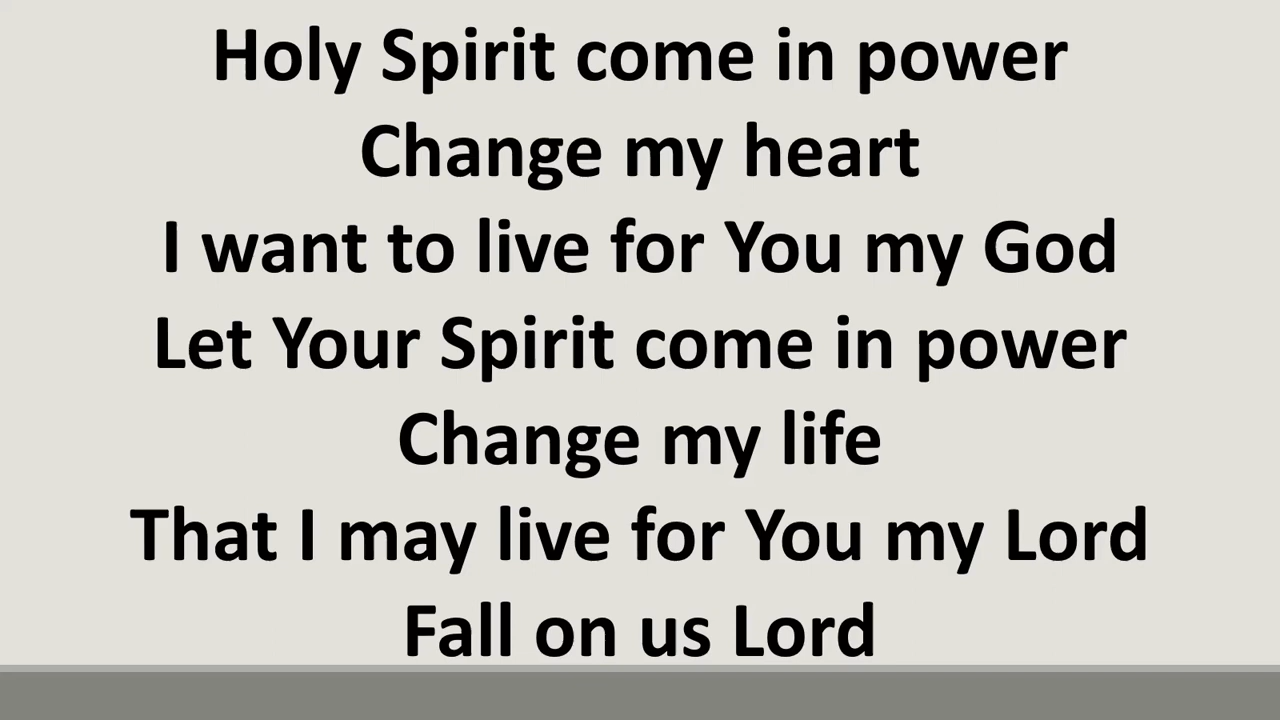 Holy Spirit come in power
Change my heart
I want to live for You my God
Let Your Spirit come in power
Change my life
That I may live for You my Lord
Fall on us Lord